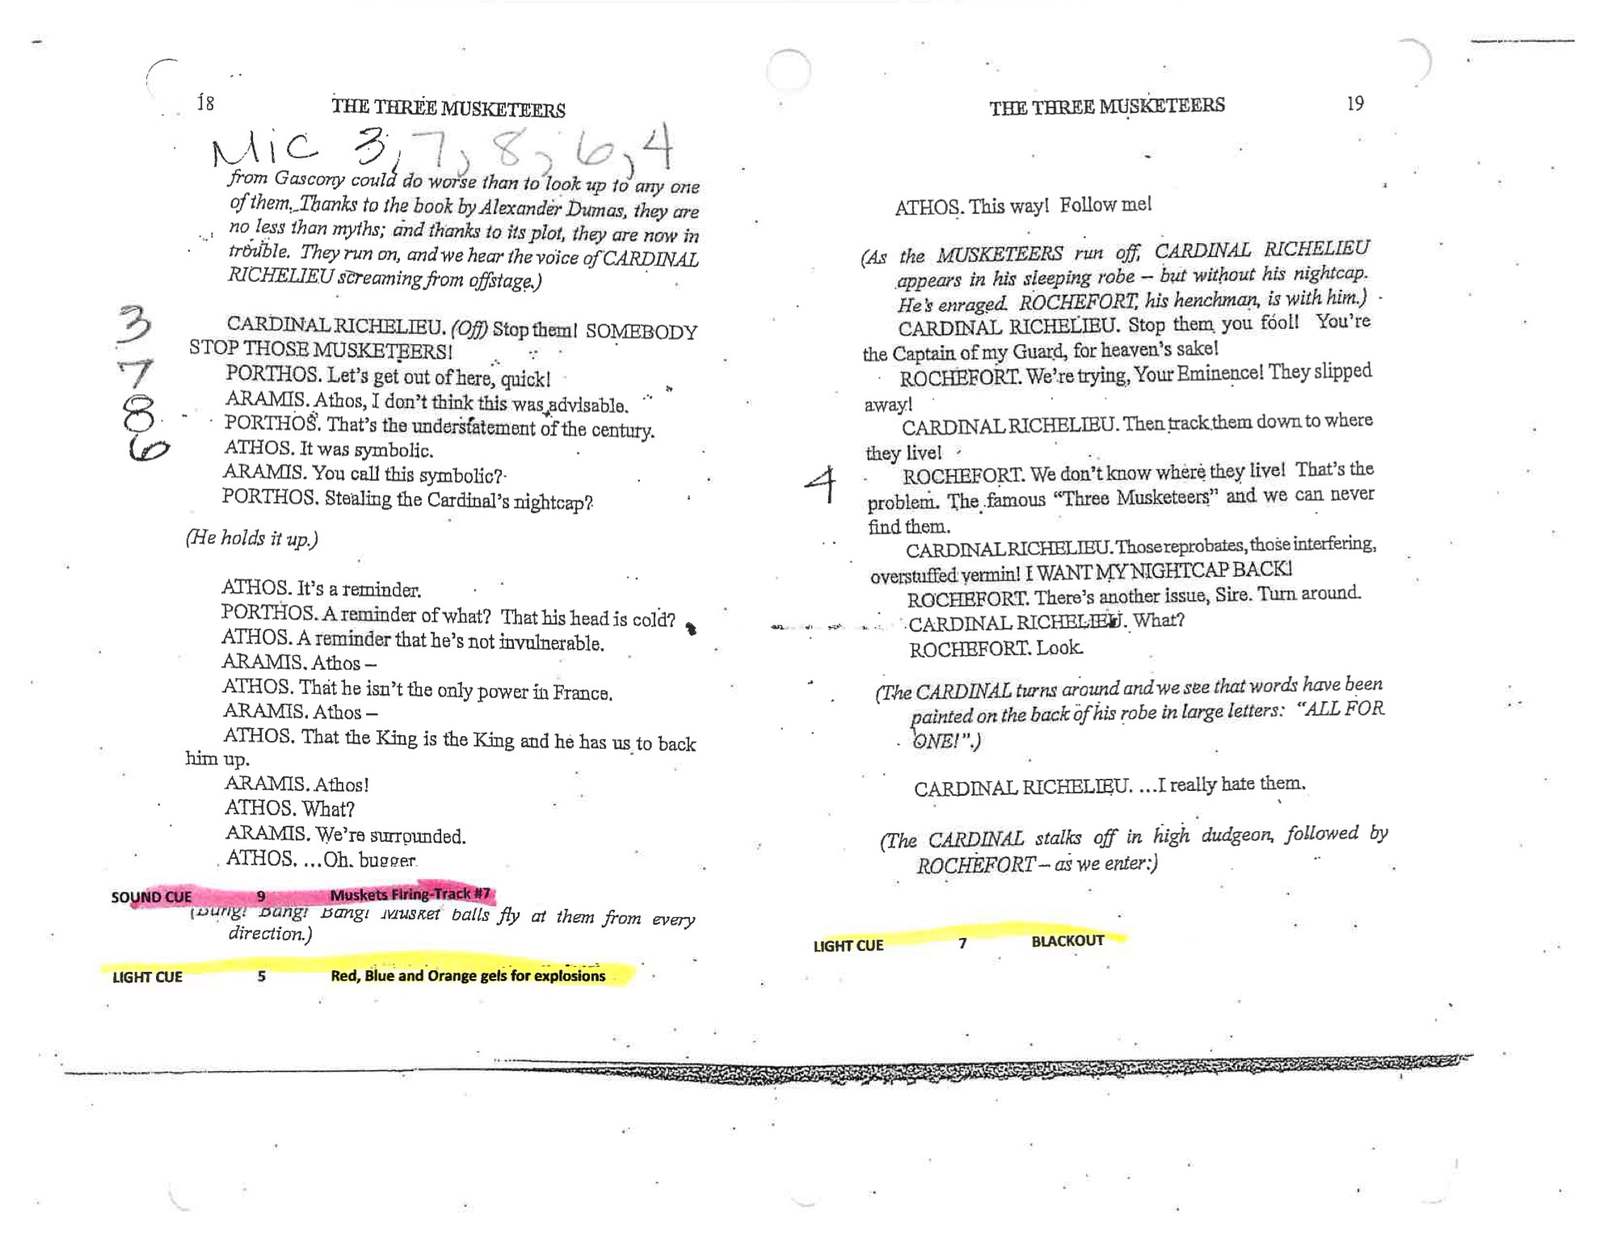 18 THE THREE MUSKETEERS
Mic 3, 7, 8, 6, 4
from Gascony could do worse than to look up to any one
of them. Thanks to the book by Alexander Dumas, they are
no less than myths; and thanks to its plot, they are now in
trouble. They run on, and we hear the voice of CARDINAL
RICHELIEU screaming from offstage.)
3 CARDINAL RICHELIEU. (Off) Stop them! SOMEBODY
STOP THOSE MUSKETEERS!
7 PORTHOS. Let's get out of here, quick!
8 ARAMIS. Athos, I don't think this was advisable.
PORTHOS. That's the understatement of the century.
6 ATHOS. It was symbolic.
ARAMIS. You call this symbolic?
PORTHOS. Stealing the Cardinal's nightcap?
(He holds it up.)
ATHOS. It's a reminder.
PORTHOS. A reminder of what? That his head is cold?
ATHOS. A reminder that he's not invulnerable.
ARAMIS. Athos –
ATHOS. That he isn't the only power in France.
ARAMIS. Athos –
ATHOS. That the King is the King and he has us to back
him up.
ARAMIS. Athos!
ATHOS. What?
ARAMIS. We're surrounded.
ATHOS. ...Oh. bugger
SOUND CUE 9 Muskets Firing-Track #7
(Bang! Bang! Bang! Musket balls fly at them from every
direction.)
LIGHT CUE 5 Red, Blue and Orange gels for explosions
THE THREE MUSKETEERS 19
ATHOS. This way! Follow me!
(As the MUSKETEERS run off, CARDINAL RICHELIEU
appears in his sleeping robe – but without his nightcap.
He's enraged. ROCHEFORT, his henchman, is with him.)
CARDINAL RICHELIEU. Stop them, you fool! You're
the Captain of my Guard, for heaven's sake!
ROCHEFORT. We're trying, Your Eminence! They slipped
away!
CARDINAL RICHELIEU. Then track them down to where
they live!
4 ROCHEFORT. We don't know where they live! That's the
problem. The famous "Three Musketeers" and we can never
find them.
CARDINAL RICHELIEU. Those reprobates, those interfering,
overstuffed vermin! I WANT MY NIGHTCAP BACK!
ROCHEFORT. There's another issue, Sire. Turn around.
CARDINAL RICHELIEU. What?
ROCHEFORT. Look.
(The CARDINAL turns around and we see that words have been
painted on the back of his robe in large letters: "ALL FOR
ONE!".)
CARDINAL RICHELIEU. ...I really hate them.
(The CARDINAL stalks off in high dudgeon, followed by
ROCHEFORT – as we enter:)
LIGHT CUE 7 BLACKOUT